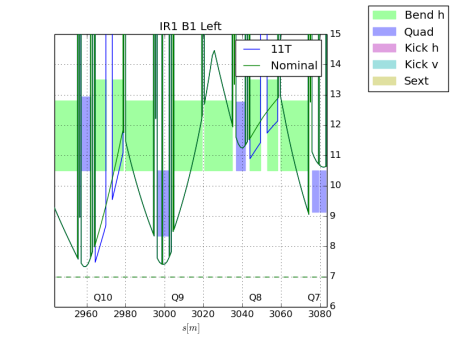 IR1 B1 Left
11T
Nominal
Bend h
Quad
Kick h
Kick v
Sext
15
14
13
12
11
10
9
8
7
6
Q10 Q9 Q8 Q7
2960 2980 3000 3020 3040 3060 3080
s[m]